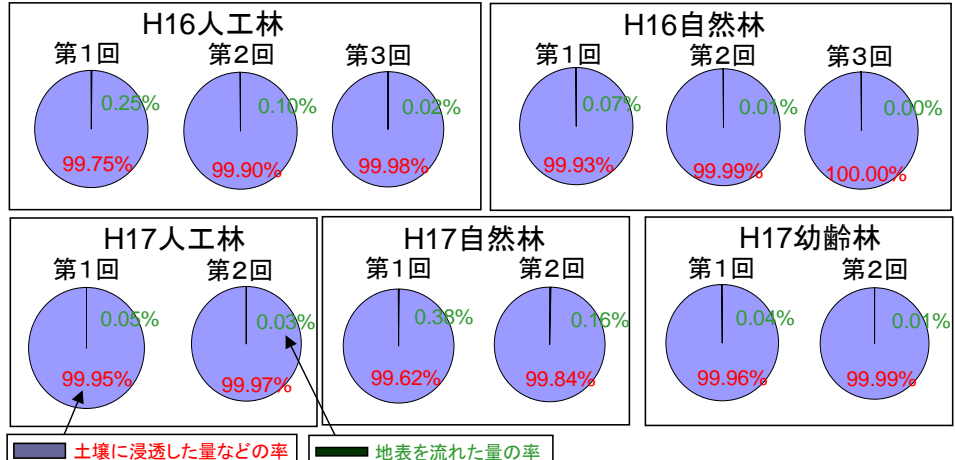 H16人工林
第1回 第2回 第3回
0.25% 0.10% 0.02%
99.75% 99.90% 99.98%
H16自然林
第1回 第2回 第3回
0.07% 0.01% 0.00%
99.93% 99.99% 100.00%
H17人工林
第1回 第2回
0.05% 0.03%
99.95% 99.97%
H17自然林
第1回 第2回
0.38% 0.16%
99.62% 99.84%
H17幼齢林
第1回 第2回
0.04% 0.01%
99.96% 99.99%
土壌に浸透した量などの率
地表を流れた量の率